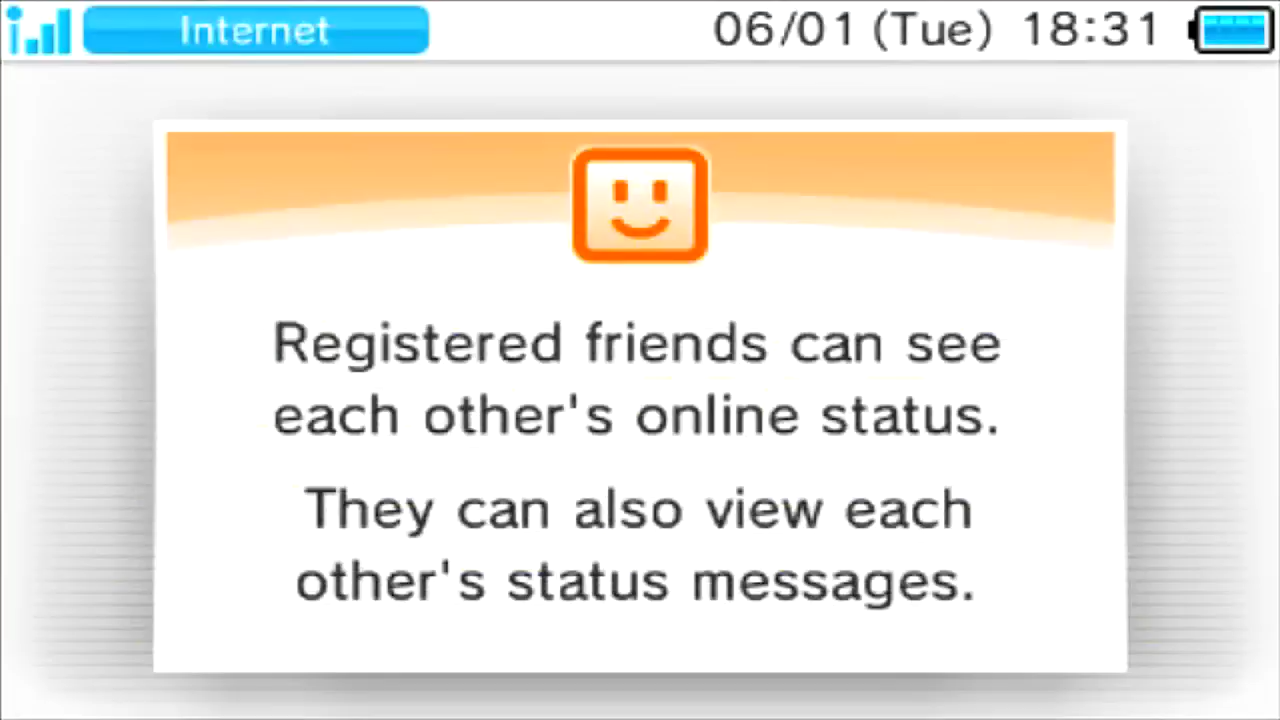 Internet 06/01 (Tue) 18:31
Registered friends can see
each other's online status.
They can also view each
other's status messages.